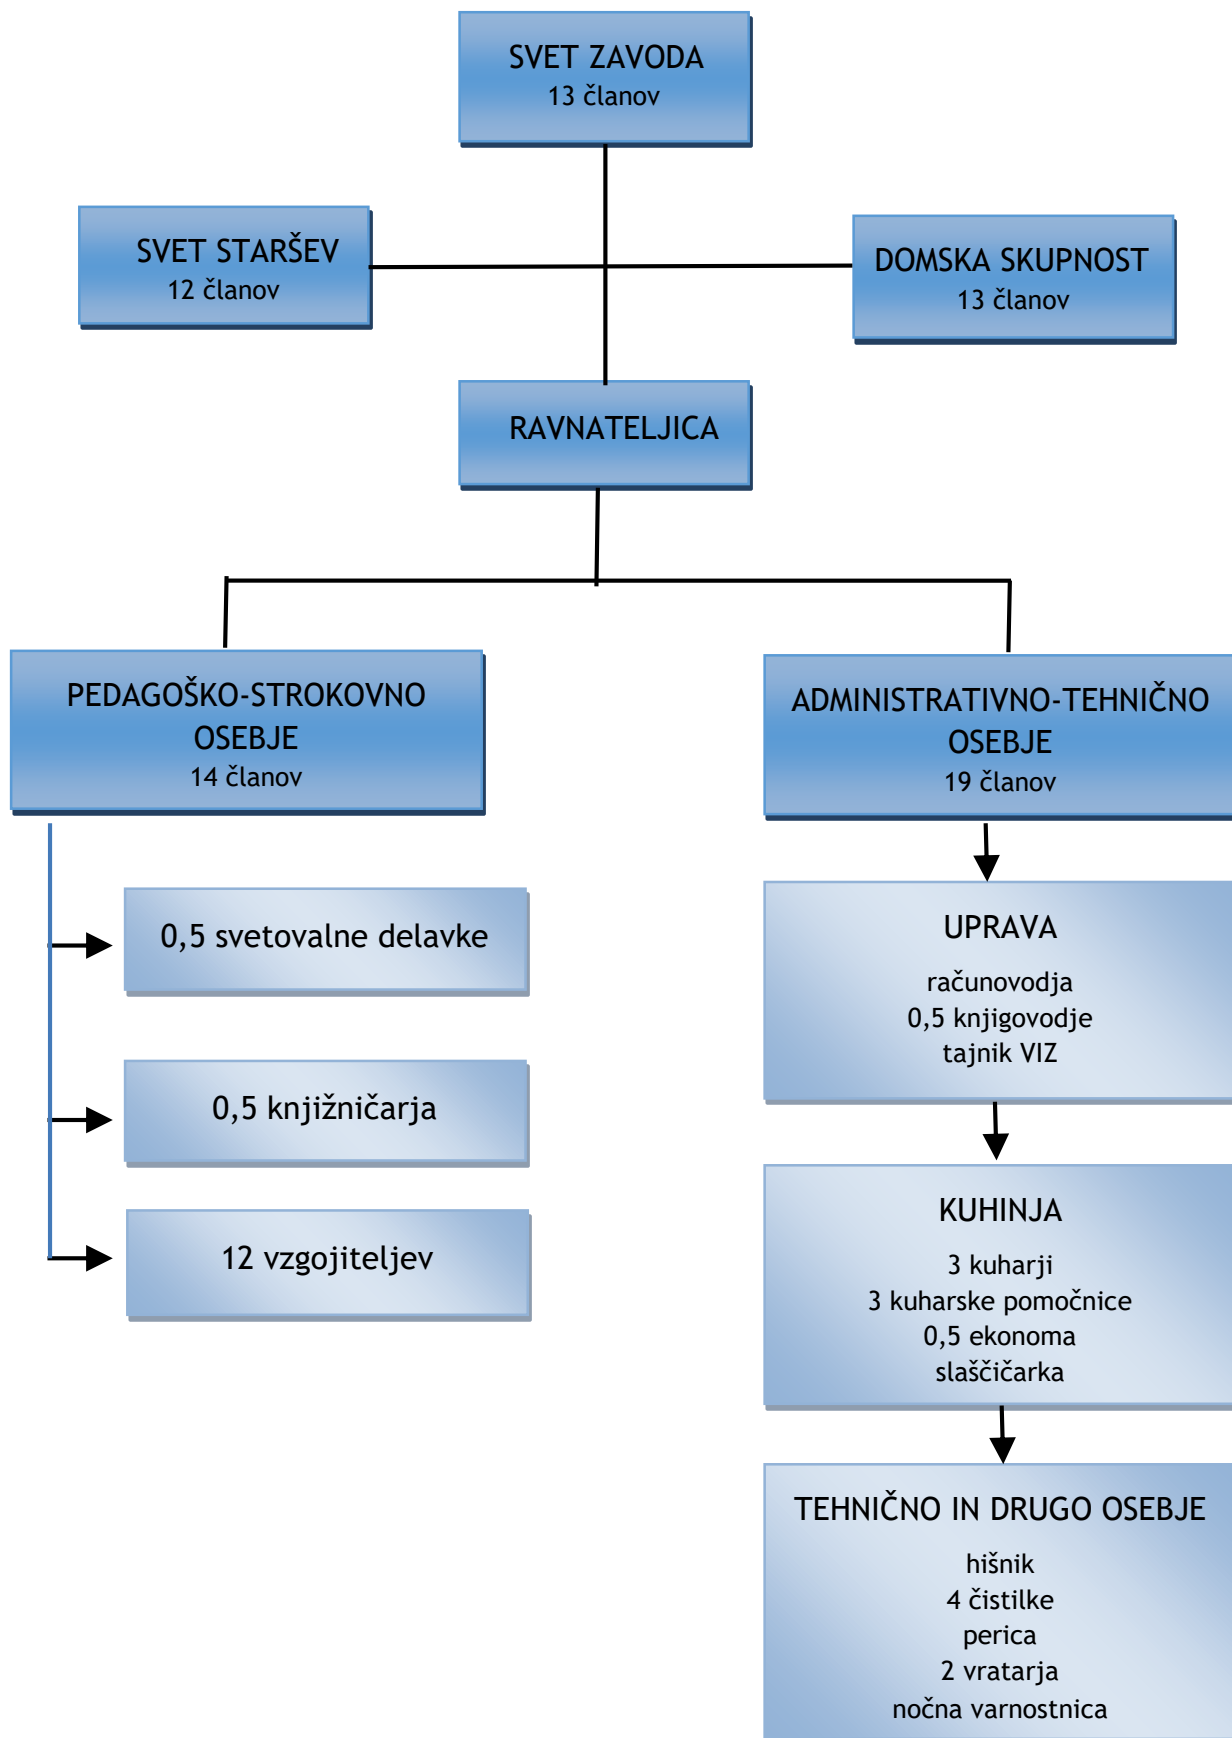 SVET ZAVODA
13 članov
SVET STARŠEV
12 članov
DOMSKA SKUPNOST
13 članov
RAVNATELJICA
PEDAGOŠKO-STROKOVNO
OSEBJE
14 članov
ADMINISTRATIVNO-TEHNIČNO
OSEBJE
19 članov
0,5 svetovalne delavke
0,5 knjižničarja
12 vzgojiteljev
UPRAVA
računovodja
0,5 knjigovodje
tajnik VIZ
KUHINJA
3 kuharji
3 kuharske pomočnice
0,5 ekonoma
slaščičarka
TEHNIČNO IN DRUGO OSEBJE
hišnik
4 čistilke
perica
2 vratarja
nočna varnostnica